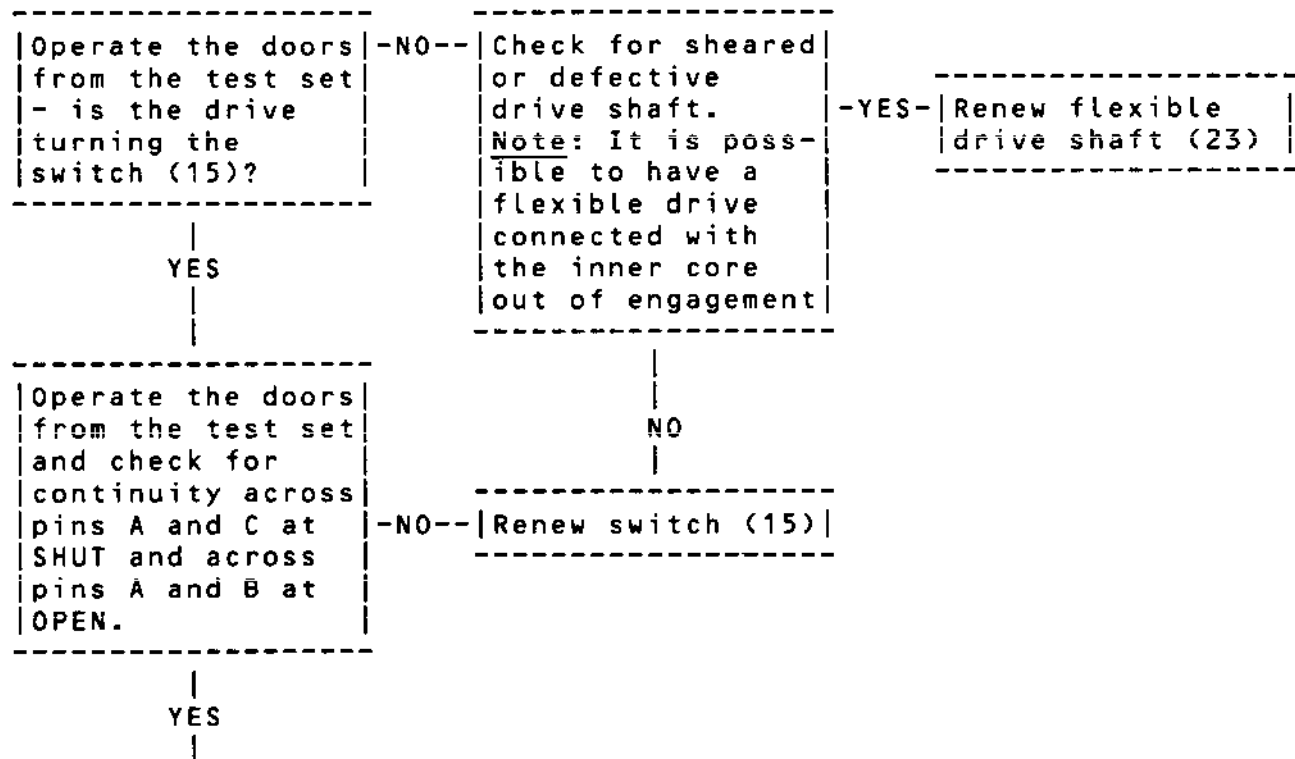 Operate the doors
from the test set
- is the drive
turning the
switch (15)?
-NO--
Check for sheared
or defective
drive shaft.
Note: It is poss-
ible to have a
flexible drive
connected with
the inner core
out of engagement
-YES-
Renew flexible
drive shaft (23)
YES
Operate the doors
from the test set
and check for
continuity across
pins A and C at
SHUT and across
pins A and B at
OPEN.
NO
-NO--
Renew switch (15)
YES